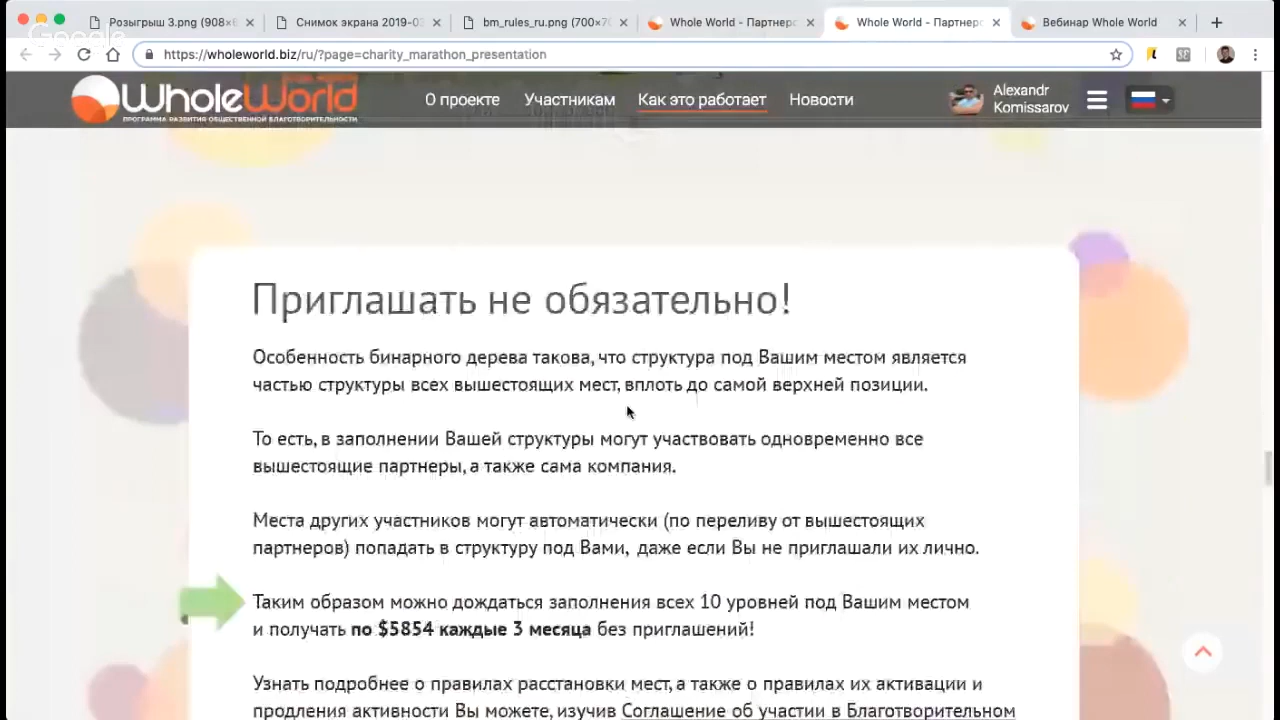 Розыгрыш 3.png (908×6
Снимок экрана 2019-03
bm_rules_ru.png (700×70
Whole World - Партнерс
Whole World - Партнерс
Вебинар Whole World
Google
https://wholeworld.biz/ru/?page=charity_marathon_presentation
WholeWorld
ПРОГРАММА РАЗВИТИЯ ОБЩЕСТВЕННОЙ БЛАГОТВОРИТЕЛЬНОСТИ
О проекте
Участникам
Как это работает
Новости
Alexandr
Komissarov
Приглашать не обязательно!
Особенность бинарного дерева такова, что структура под Вашим местом является
частью структуры всех вышестоящих мест, вплоть до самой верхней позиции.
То есть, в заполнении Вашей структуры могут участвовать одновременно все
вышестоящие партнеры, а также сама компания.
Места других участников могут автоматически (по переливу от вышестоящих
партнеров) попадать в структуру под Вами, даже если Вы не приглашали их лично.
Таким образом можно дождаться заполнения всех 10 уровней под Вашим местом
и получать по $5854 каждые 3 месяца без приглашений!
Узнать подробнее о правилах расстановки мест, а также о правилах их активации и
продления активности Вы можете, изучив Соглашение об участии в Благотворительном